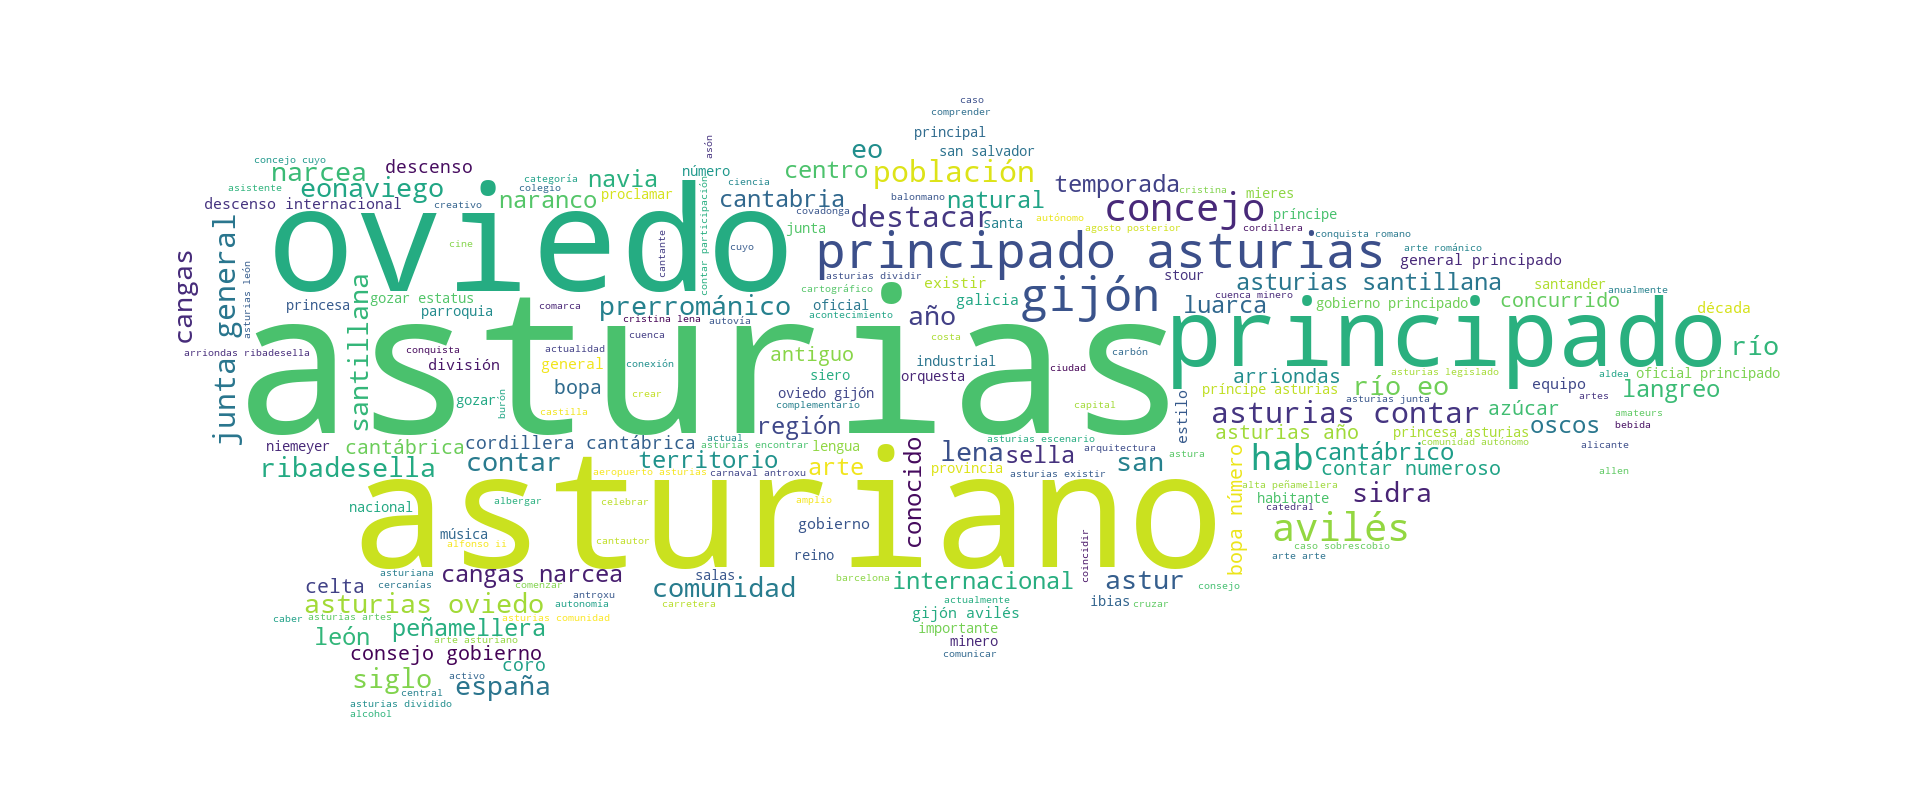 caso
comprender
principal
asón
san salvador
eo
concejo cuyo
narcea
descenso
número
centro
población
categoría
navia
ciencia
temporada
cristina
mieres
asistente
eonaviego
colegio
naranco
proclamar
cantabria
balonmano
natural
concejo
descenso internacional
creativo
contar participación
covadonga
destacar
santa
autónomo
príncipe
junta
agosto posterior
cordillera
conquista romano
oviedo
cine
cantante
cuyo
principado asturias
arte románico
general principado
cangas
junta general
asturias león
asturias dividir
stour
santillana
princesa
gozar estatus
parroquia
comarca
prerrománico
cartográfico
oficial
existir
galicia
gijón
asturias santillana
santander
anualmente
luarca
cuenca minero
gobierno principado
concurrido
década
cristina lena
autovía
acontecimiento
año
arriondas ribadesella
asturias
principado
conquista
división
actualidad
general
cuenca
conexión
antiguo
costa
industrial
carbón
río
siero
orquesta
ciudad
bopa
crear
oviedo gijón
arriondas
príncipe asturias
asturias legislado
río eo
aldea
oficial principado
equipo
artes
langreo
gozar
burón
castilla
complementario
capital
estilo
asturias junta
asturias contar
azúcar
amateurs
bebida
región
oscos
niemeyer
cantábrica
cordillera cantábrica
actual
asturias encontrar
lengua
conocido
asturias escenario
arquitectura
asturias año
princesa asturias
comunidad autónomo
alicante
ribadesella
contar
territorio
aeropuerto asturias
carnaval antroxu
arte
provincia
lena
sella
asturias existir
san
astura
bopa número
hab
cantábrico
contar numeroso
allen
asturiano
alta peñamellera
habitante
sidra
nacional
albergar
celebrar
amplio
catedral
música
alfonso ii
cantautor
gobierno
reino
avilés
caso sobrescobio
arte arte
coincidir
asturiana
cercanías
cangas narcea
salas
barcelona
internacional
astur
consejo
celta
comenzar
comunidad
antroxu
autonomía
carretera
actualmente
ibias
cruzar
asturias oviedo
caber
asturias artes
asturias comunidad
gijón avilés
león
peñamellera
arte asturiano
importante
minero
comunicar
consejo gobierno
coro
siglo
activo
central
españa
asturias dividido
alcohol